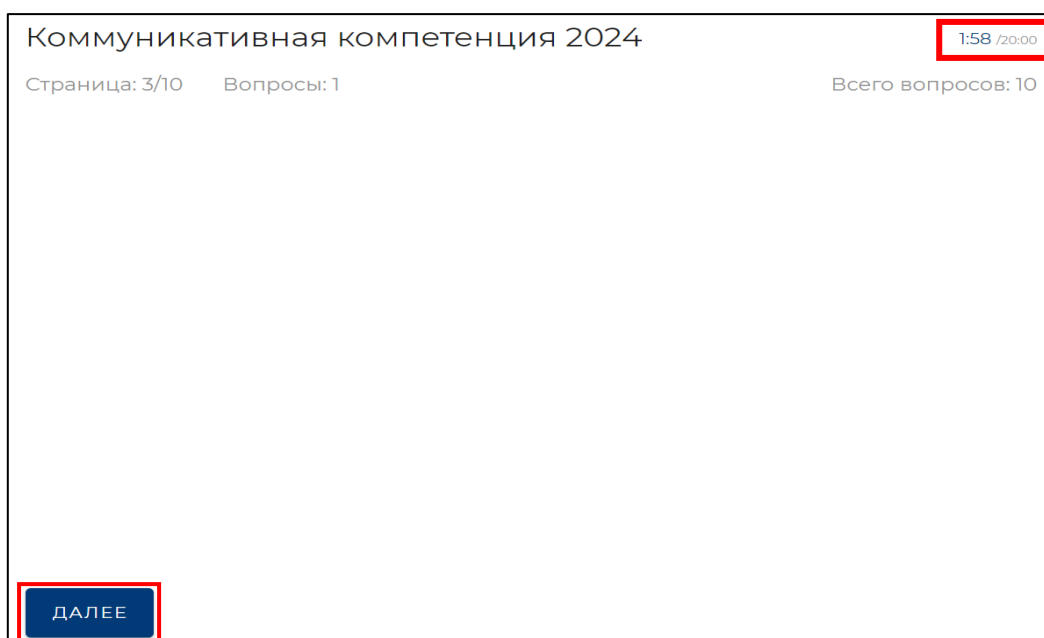 Коммуникативная компетенция 2024
1:58 /20:00
Страница: 3/10 Вопросы: 1
Всего вопросов: 10
ДАЛЕЕ